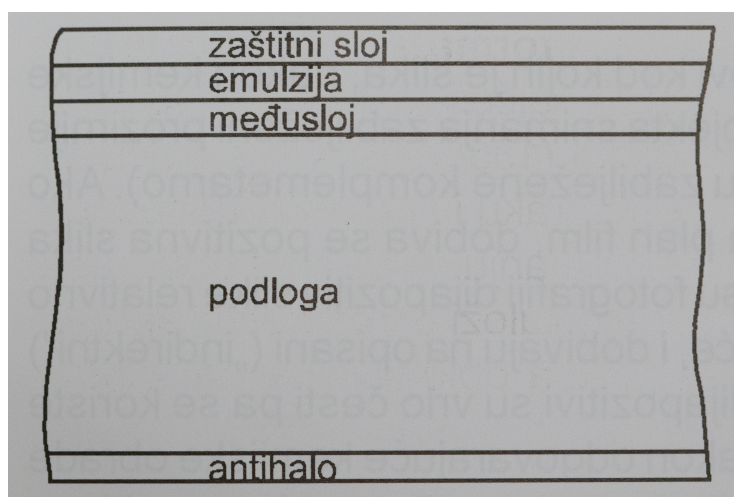 zaštitni sloj
emulzija
međusloj
podloga
antihalo